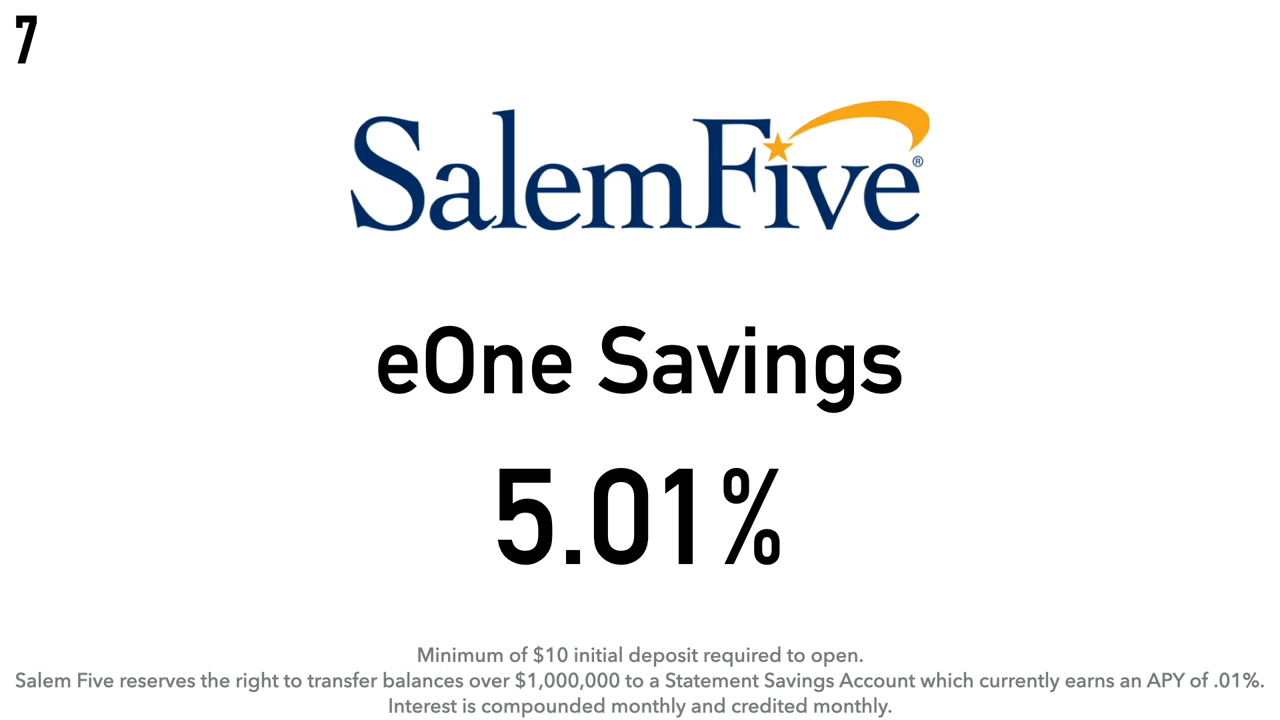 7
SalemFive®
eOne Savings
5.01%
Minimum of $10 initial deposit required to open.
Salem Five reserves the right to transfer balances over $1,000,000 to a Statement Savings Account which currently earns an APY of .01%.
Interest is compounded monthly and credited monthly.